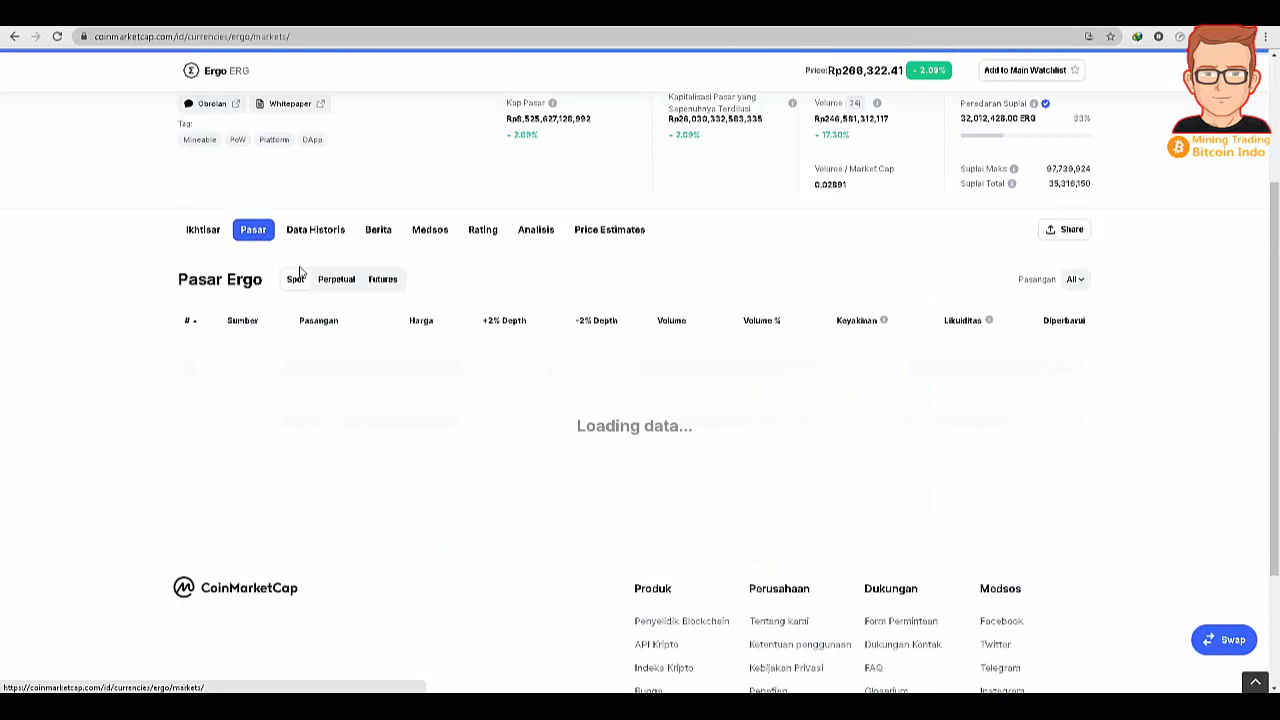 coinmarketcap.com/id/currencies/ergo/markets/
Ergo ERG
Price:Rp266,322.41
2.09%
Add to Main Watchlist
Obrolan
Whitepaper
Tag:
Mineable
PoW
Platform
DApp
Kap Pasar
Rp8,525,627,128,992
2.09%
Kapitalisasi Pasar yang
Sepenuhnya Terdilusi
Rp26,030,332,583,335
2.09%
Volume 24j
Rp246,581,312,117
17.30%
Volume / Market Cap
0.02891
Peredaran Suplai
32,012,428.00 ERG
33%
Suplai Maks
97,739,924
Suplai Total
35,316,150
Mining Trading
Bitcoin Indo
Ikhtisar
Pasar
Data Historis
Berita
Medsos
Rating
Analisis
Price Estimates
Share
Pasar Ergo
Spot
Perpetual
Futures
Pasangan
All
#
Sumber
Pasangan
Harga
+2% Depth
-2% Depth
Volume
Volume %
Keyakinan
Likuiditas
Diperbarui
Loading data...
CoinMarketCap
Produk
Perusahaan
Dukungan
Medsos
Penyelidik Blockchain
Tentang kami
Form Permintaan
Facebook
API Kripto
Ketentuan penggunaan
Dukungan Kontak
Twitter
Indeks Kripto
Kebijakan Privasi
FAQ
Telegram
Glosarium
Instagram
Swap
https://coinmarketcap.com/id/currencies/ergo/markets/